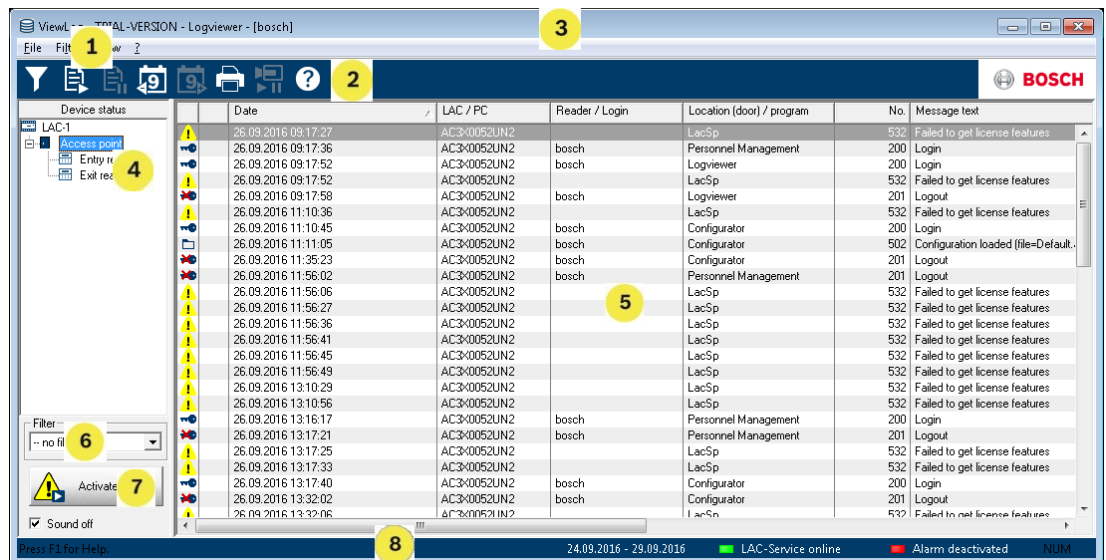 ViewLog - TRIAL-VERSION - Logviewer - [bosch]
3
File Filt w ?
1
9 9 ? 2
BOSCH
Device status
LAC-1
Access point
Entry re
Exit rea
4
Date LAC / PC Reader / Login Location (door) / program No. Message text
26.09.2016 09:17:27 AC3X0052UN2 LacSp 532 Failed to get license features
26.09.2016 09:17:36 AC3X0052UN2 bosch Personnel Management 200 Login
26.09.2016 09:17:52 AC3X0052UN2 bosch Logviewer 200 Login
26.09.2016 09:17:52 AC3X0052UN2 LacSp 532 Failed to get license features
26.09.2016 09:17:58 AC3X0052UN2 bosch Logviewer 201 Logout
26.09.2016 11:10:36 AC3X0052UN2 LacSp 532 Failed to get license features
26.09.2016 11:10:45 AC3X0052UN2 bosch Configurator 200 Login
26.09.2016 11:11:05 AC3X0052UN2 bosch Configurator 502 Configuration loaded (file=Default.
26.09.2016 11:35:23 AC3X0052UN2 bosch Configurator 201 Logout
26.09.2016 11:56:02 AC3X0052UN2 bosch Personnel Management 201 Logout
26.09.2016 11:56:06 AC3X0052UN2 LacSp 532 Failed to get license features
26.09.2016 11:56:27 AC3X0052UN2 LacSp 532 Failed to get license features
26.09.2016 11:56:36 AC3X0052UN2 LacSp 532 Failed to get license features
26.09.2016 11:56:41 AC3X0052UN2 LacSp 532 Failed to get license features
26.09.2016 11:56:45 AC3X0052UN2 LacSp 532 Failed to get license features
26.09.2016 11:56:49 AC3X0052UN2 LacSp 532 Failed to get license features
26.09.2016 13:10:29 AC3X0052UN2 LacSp 532 Failed to get license features
26.09.2016 13:10:56 AC3X0052UN2 LacSp 532 Failed to get license features
26.09.2016 13:16:17 AC3X0052UN2 bosch Personnel Management 200 Login
26.09.2016 13:17:21 AC3X0052UN2 bosch Personnel Management 201 Logout
26.09.2016 13:17:25 AC3X0052UN2 LacSp 532 Failed to get license features
26.09.2016 13:17:33 AC3X0052UN2 LacSp 532 Failed to get license features
26.09.2016 13:17:40 AC3X0052UN2 bosch Configurator 200 Login
26.09.2016 13:32:02 AC3X0052UN2 bosch Configurator 201 Logout
26.09.2016 13:32:06 AC3X0052UN2 LacSp 532 Failed to get license features
5
Filter
-- no fil
6
Activate
7
Sound off
8
Press F1 for Help. 24.09.2016 - 29.09.2016 LAC-Service online Alarm deactivated NUM